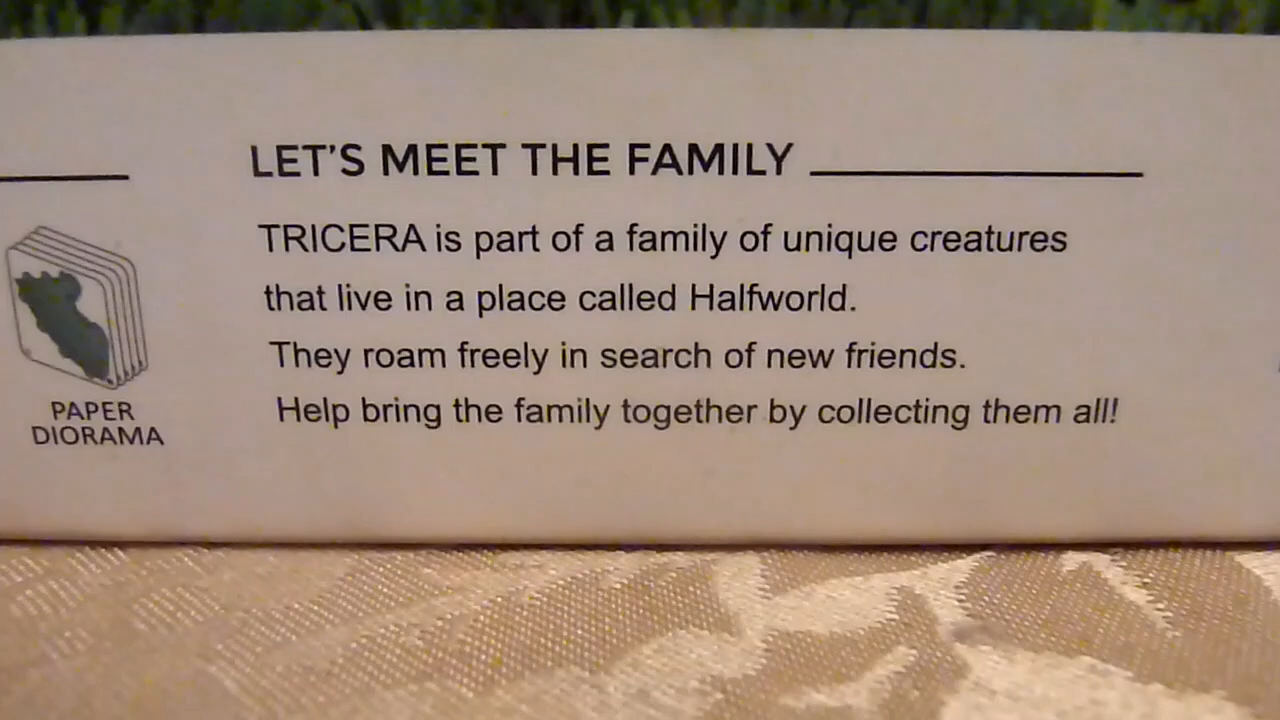 LET'S MEET THE FAMILY
TRICERA is part of a family of unique creatures
that live in a place called Halfworld.
They roam freely in search of new friends.
Help bring the family together by collecting them all!
PAPER
DIORAMA